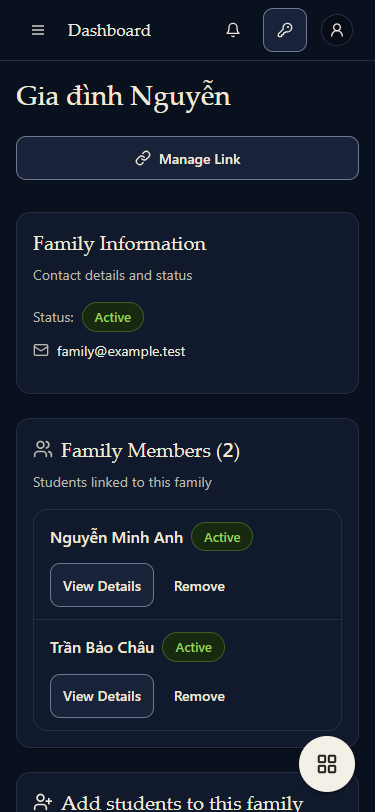 Dashboard
Gia đình Nguyễn
Manage Link
Family Information
Contact details and status
Status: Active
family@example.test
Family Members (2)
Students linked to this family
Nguyễn Minh Anh Active
View Details Remove
Trần Bảo Châu Active
View Details Remove
Add students to this family